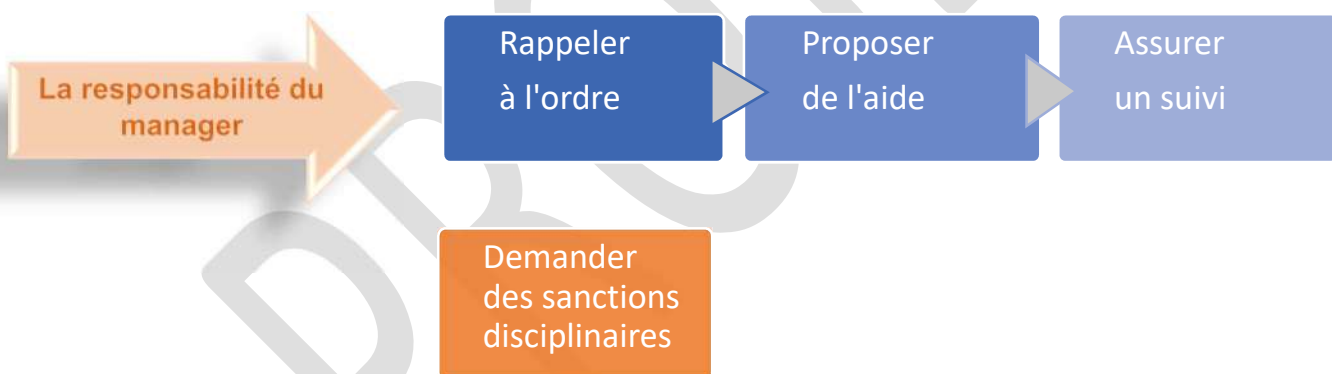 La responsabilité du
manager
Rappeler
à l'ordre
Proposer
de l'aide
Assurer
un suivi
Demander
des sanctions
disciplinaires